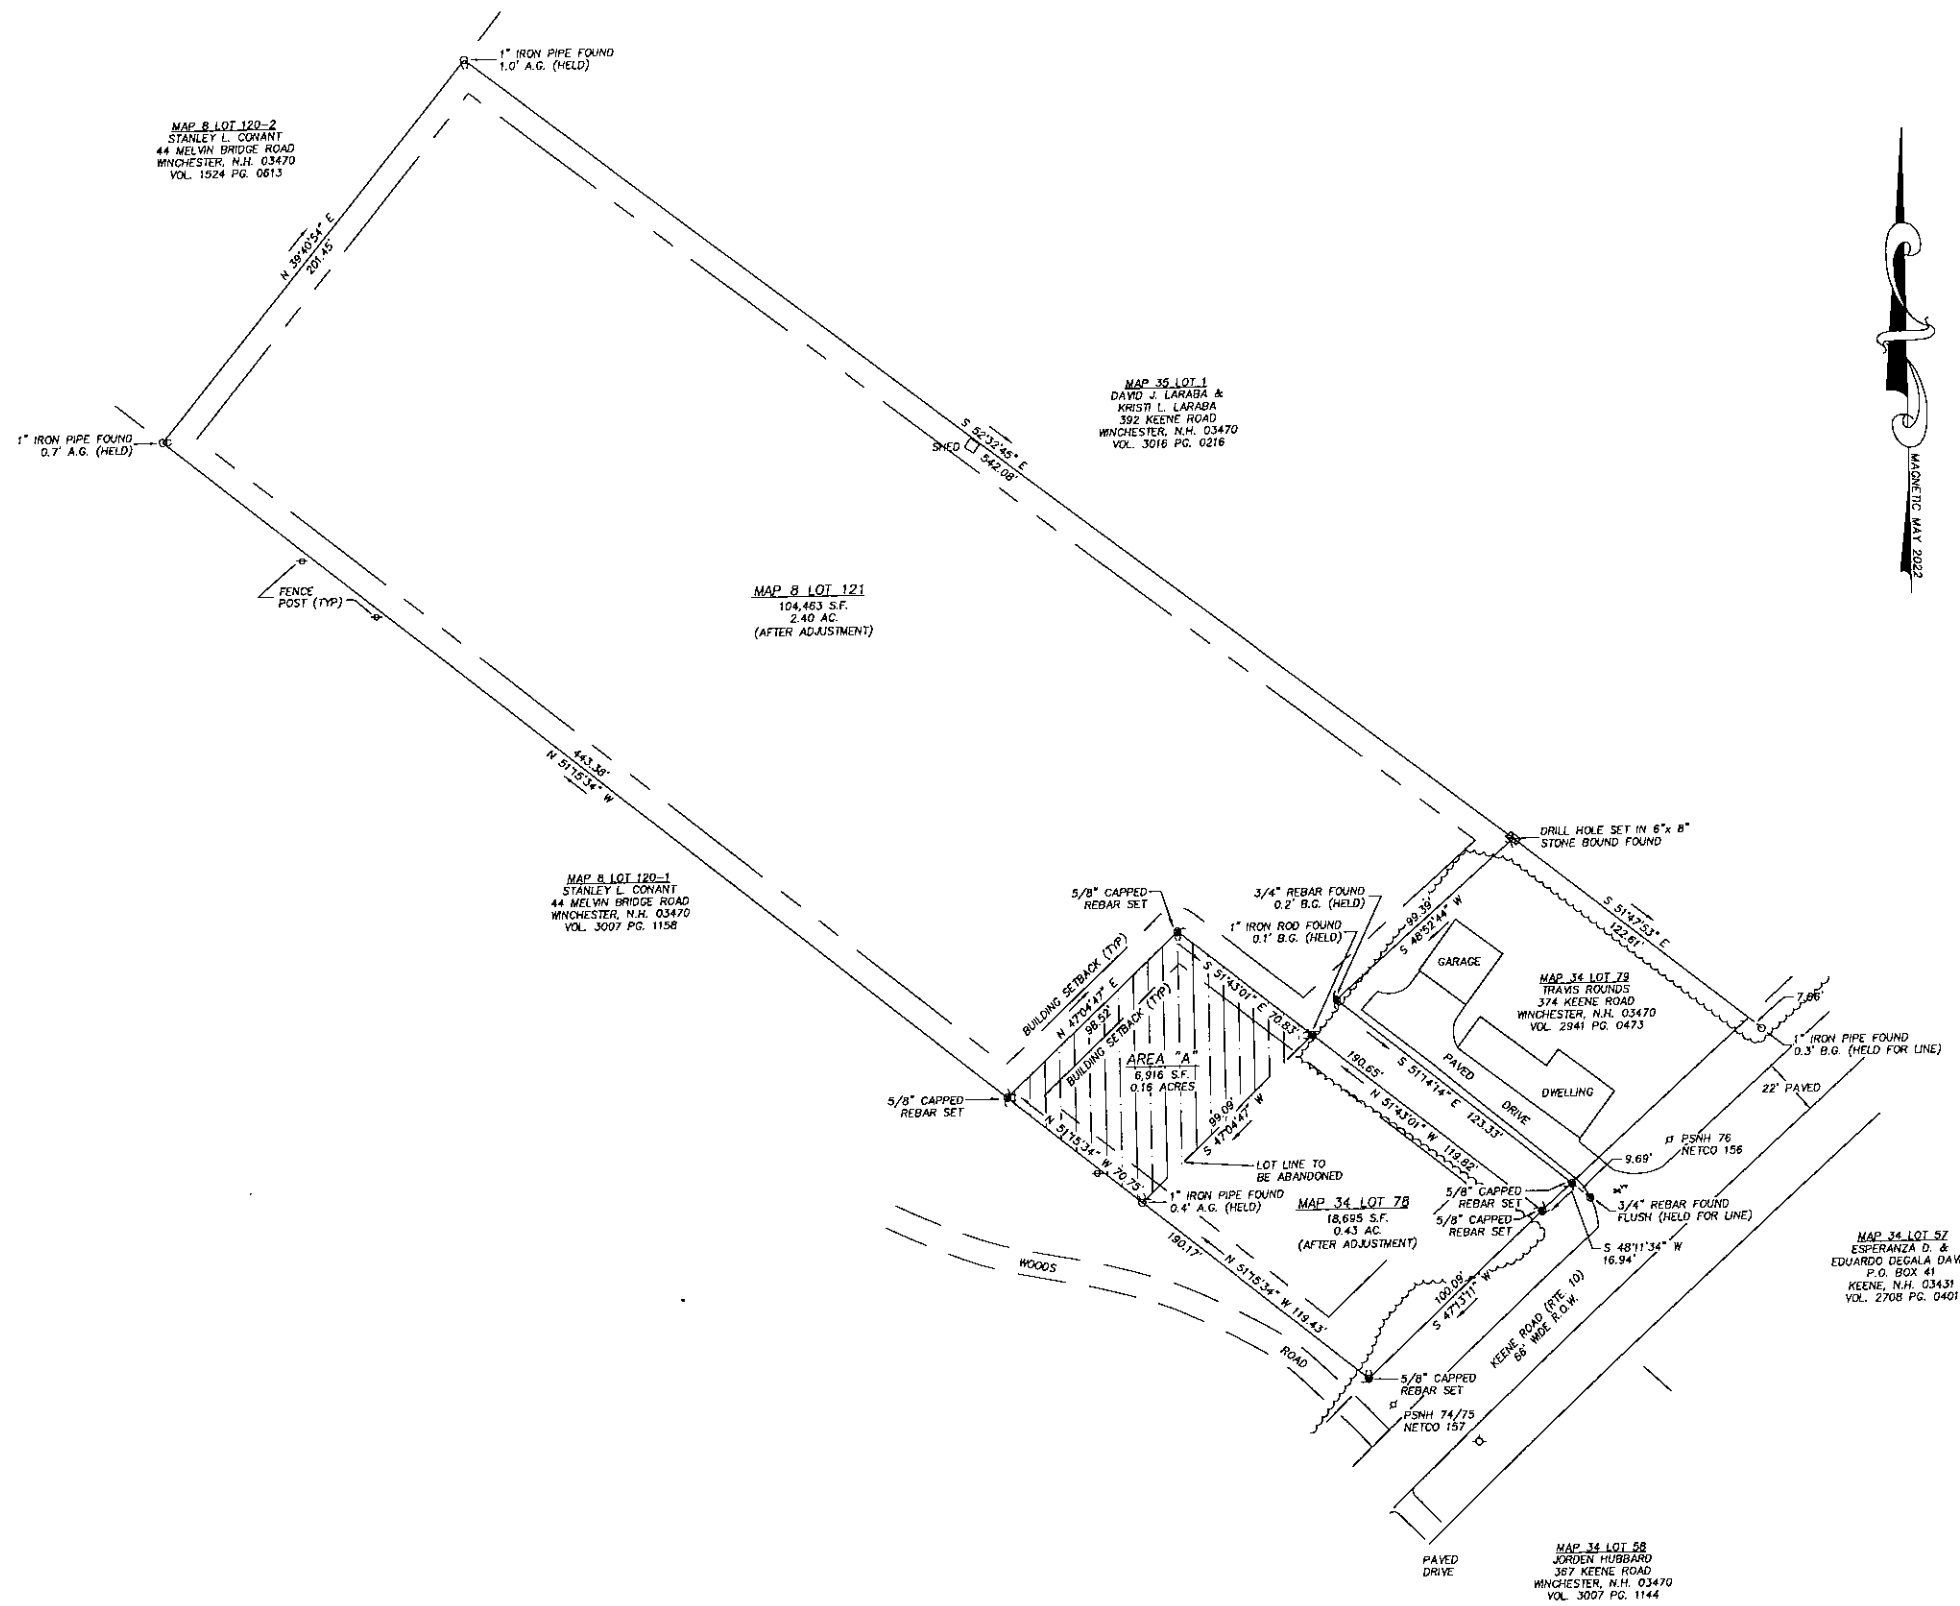 1" IRON PIPE FOUND
1.0' A.G. (HELD)
MAP 8 LOT 120-2
STANLEY L. CONANT
44 MELVIN BRIDGE ROAD
WINCHESTER, N.H. 03470
VOL. 1524 PG. 0613
N 39°40'54" E
201.45'
1" IRON PIPE FOUND
0.7' A.G. (HELD)
MAP 35 LOT 1
DAVID J. LARABA &
KRISTI L. LARABA
392 KEENE ROAD
WINCHESTER, N.H. 03470
VOL. 3016 PG. 0216
S 52°32'45" E
542.08'
SHED
MAGNETIC MAY 2022
FENCE
POST (TYP)
MAP 8 LOT 121
104,463 S.F.
2.40 AC.
(AFTER ADJUSTMENT)
443.38'
N 51°15'34" W
MAP 8 LOT 120-1
STANLEY L. CONANT
44 MELVIN BRIDGE ROAD
WINCHESTER, N.H. 03470
VOL. 3007 PG. 1158
DRILL HOLE SET IN 6"x 8"
STONE BOUND FOUND
5/8" CAPPED
REBAR SET
3/4" REBAR FOUND
0.2' B.G. (HELD)
1" IRON ROD FOUND
0.1' B.G. (HELD)
99.39'
S 48°52'44" W
S 51°47'53" E
122.61'
GARAGE
MAP 34 LOT 79
TRAVIS ROUNDS
374 KEENE ROAD
WINCHESTER, N.H. 03470
VOL. 2941 PG. 0473
7.66'
1" IRON PIPE FOUND
0.3' B.G. (HELD FOR LINE)
22' PAVED
BUILDING SETBACK (TYP)
N 47°04'47" E
98.52'
BUILDING SETBACK (TYP)
S 51°43'01" E 70.83'
AREA "A"
6,916 S.F.
0.16 ACRES
5/8" CAPPED
REBAR SET
190.65'
S 51°14'14" E 123.33'
N 51°43'01" W 119.82'
PAVED
DRIVE
DWELLING
99.09'
S 47°04'47" W
N 51°15'34" W 70.75'
LOT LINE TO
BE ABANDONED
1" IRON PIPE FOUND
0.4' A.G. (HELD)
PSNH 76
NETCO 156
9.69'
5/8" CAPPED
REBAR SET
5/8" CAPPED
REBAR SET
3/4" REBAR FOUND
FLUSH (HELD FOR LINE)
S 48°11'34" W
16.94'
MAP 34 LOT 78
18,695 S.F.
0.43 AC.
(AFTER ADJUSTMENT)
190.17'
N 51°15'34" W 119.43'
100.09'
S 47°13'11" W
WOODS
ROAD
KEENE ROAD (RTE. 10)
66' WIDE R.O.W.
MAP 34 LOT 57
ESPERANZA D. &
EDUARDO DEGALA DAV
P.O. BOX 41
KEENE, N.H. 03431
VOL. 2708 PG. 0401
5/8" CAPPED
REBAR SET
PSNH 74/75
NETCO 157
PAVED
DRIVE
MAP 34 LOT 58
JORDEN HUBBARD
367 KEENE ROAD
WINCHESTER, N.H. 03470
VOL. 3007 PG. 1144